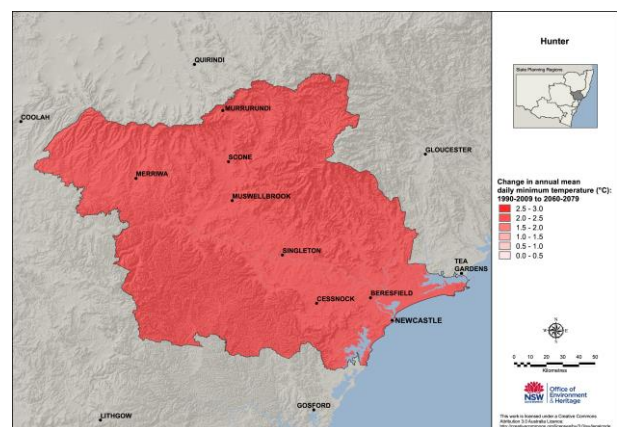 Hunter
State Planning Regions
QUIRINDI
COOLAH
MURRURUNDI
GLOUCESTER
SCONE
MERRIWA
MUSWELLBROOK
SINGLETON
TEA
GARDENS
CESSNOCK
BERESFIELD
NEWCASTLE
GOSFORD
LITHGOW
Change in annual mean
daily minimum temperature (°C):
1990-2009 to 2060-2079
2.5 - 3.0
2.0 - 2.5
1.5 - 2.0
1.0 - 1.5
0.5 - 1.0
0.0 - 0.5
0 10 20 30 40 50
Kilometres
NSW
GOVERNMENT
Office of
Environment
& Heritage
This work is licensed under a Creative Commons
Attribution 3.0 Australia Licence